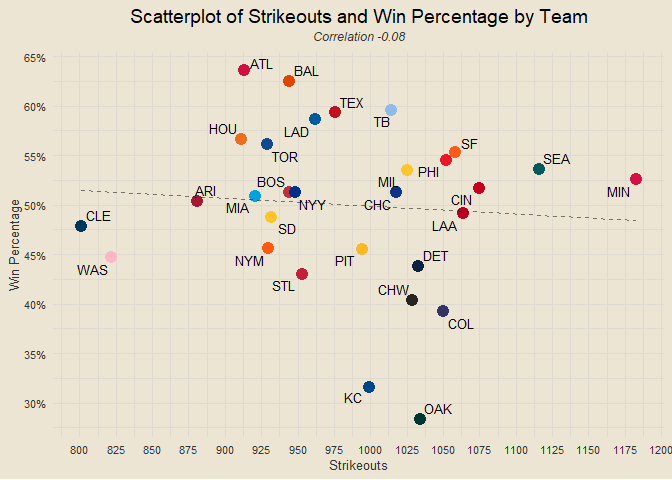 Scatterplot of Strikeouts and Win Percentage by Team
Correlation -0.08
65%
60%
55%
50%
45%
40%
35%
30%
Win Percentage
ATL
BAL
TEX
TB
HOU
LAD
TOR
SF
PHI
SEA
MIL
BOS
ARI
MIN
CIN
NYY
CHC
MIA
CLE
SD
LAA
WAS
NYM
PIT
DET
STL
CHW
COL
KC
OAK
800 825 850 875 900 925 950 975 1000 1025 1050 1075 1100 1125 1150 1175 1200
Strikeouts